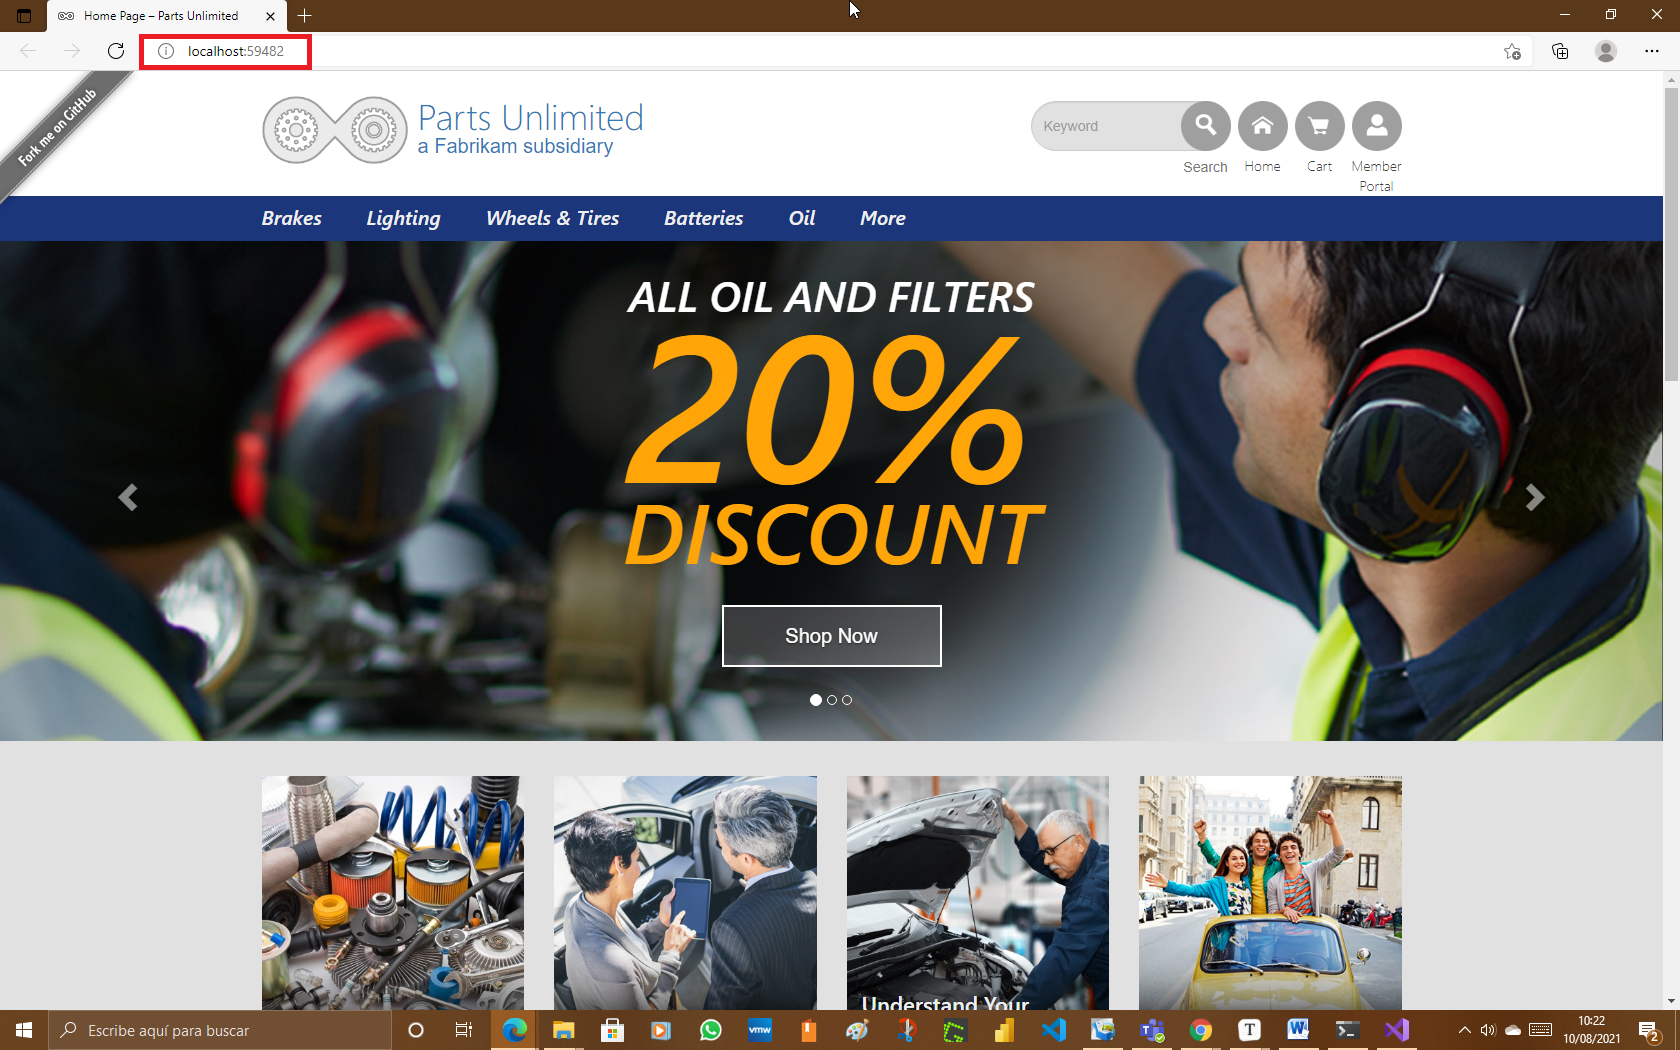 Home Page – Parts Unlimited
localhost:59482
Fork me on GitHub
Parts Unlimited
a Fabrikam subsidiary
Keyword
Search
Home
Cart
Member
Portal
Brakes
Lighting
Wheels & Tires
Batteries
Oil
More
ALL OIL AND FILTERS
20%
DISCOUNT
Shop Now
Understand Your
Escribe aquí para buscar
vmw
T
10:22
10/08/2021
2